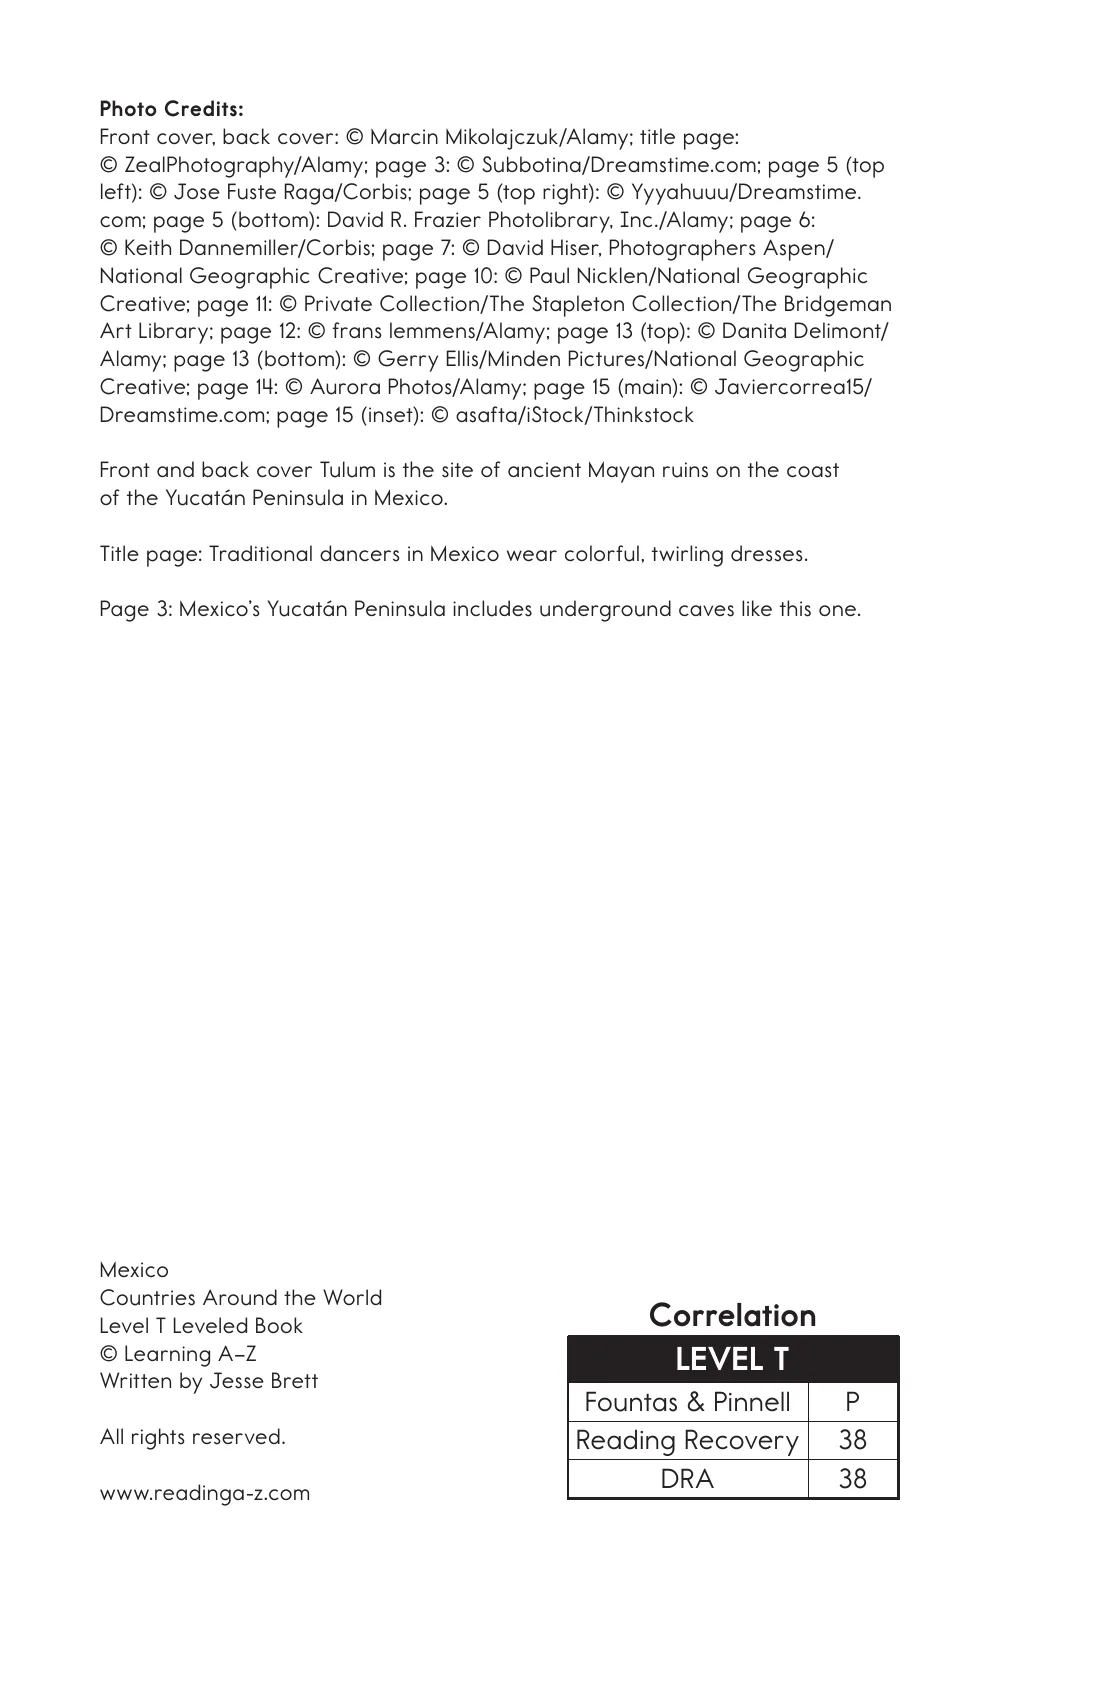 Photo Credits:
Front cover, back cover: © Marcin Mikolajczuk/Alamy; title page:
© ZealPhotography/Alamy; page 3: © Subbotina/Dreamstime.com; page 5 (top
left): © Jose Fuste Raga/Corbis; page 5 (top right): © Yyyahuuu/Dreamstime.
com; page 5 (bottom): David R. Frazier Photolibrary, Inc./Alamy; page 6:
© Keith Dannemiller/Corbis; page 7: © David Hiser, Photographers Aspen/
National Geographic Creative; page 10: © Paul Nicklen/National Geographic
Creative; page 11: © Private Collection/The Stapleton Collection/The Bridgeman
Art Library; page 12: © frans lemmens/Alamy; page 13 (top): © Danita Delimont/
Alamy; page 13 (bottom): © Gerry Ellis/Minden Pictures/National Geographic
Creative; page 14: © Aurora Photos/Alamy; page 15 (main): © Javiercorrea15/
Dreamstime.com; page 15 (inset): © asafta/iStock/Thinkstock
Front and back cover Tulum is the site of ancient Mayan ruins on the coast
of the Yucatán Peninsula in Mexico.
Title page: Traditional dancers in Mexico wear colorful, twirling dresses.
Page 3: Mexico’s Yucatán Peninsula includes underground caves like this one.
Mexico
Countries Around the World
Level T Leveled Book
© Learning A–Z
Written by Jesse Brett
All rights reserved.
www.readinga-z.com
Correlation
LEVEL T
Fountas & Pinnell P
Reading Recovery 38
DRA 38